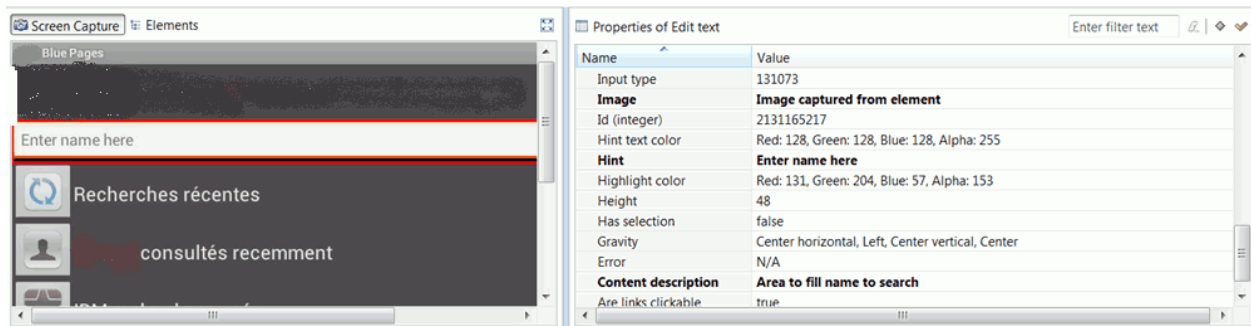 Screen Capture
Elements
Blue Pages
Enter name here
Recherches récentes
consultés recemment
Properties of Edit text
Enter filter text
Name Value
Input type 131073
Image Image captured from element
Id (integer) 2131165217
Hint text color Red: 128, Green: 128, Blue: 128, Alpha: 255
Hint Enter name here
Highlight color Red: 131, Green: 204, Blue: 57, Alpha: 153
Height 48
Has selection false
Gravity Center horizontal, Left, Center vertical, Center
Error N/A
Content description Area to fill name to search
Are links clickable true